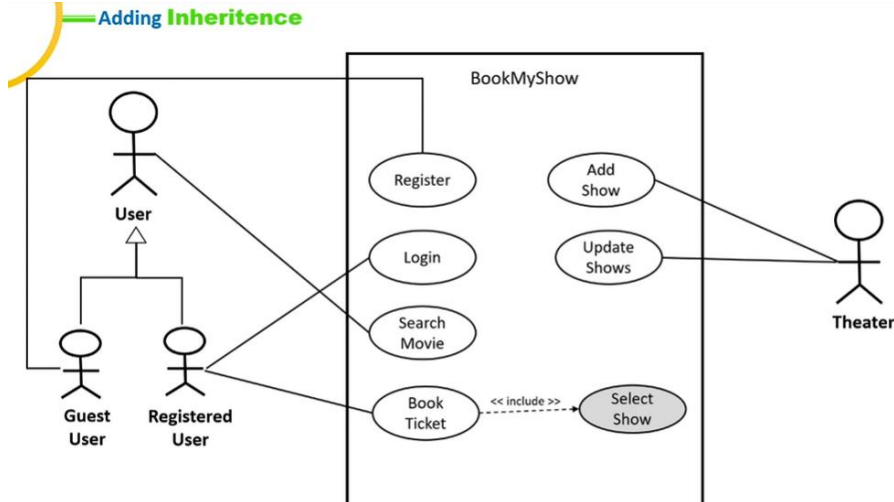 Adding Inheritence
BookMyShow
Register
Add
Show
User
Login
Update
Shows
Search
Movie
Theater
Guest
User
Registered
User
Book
Ticket
<< include >>
Select
Show